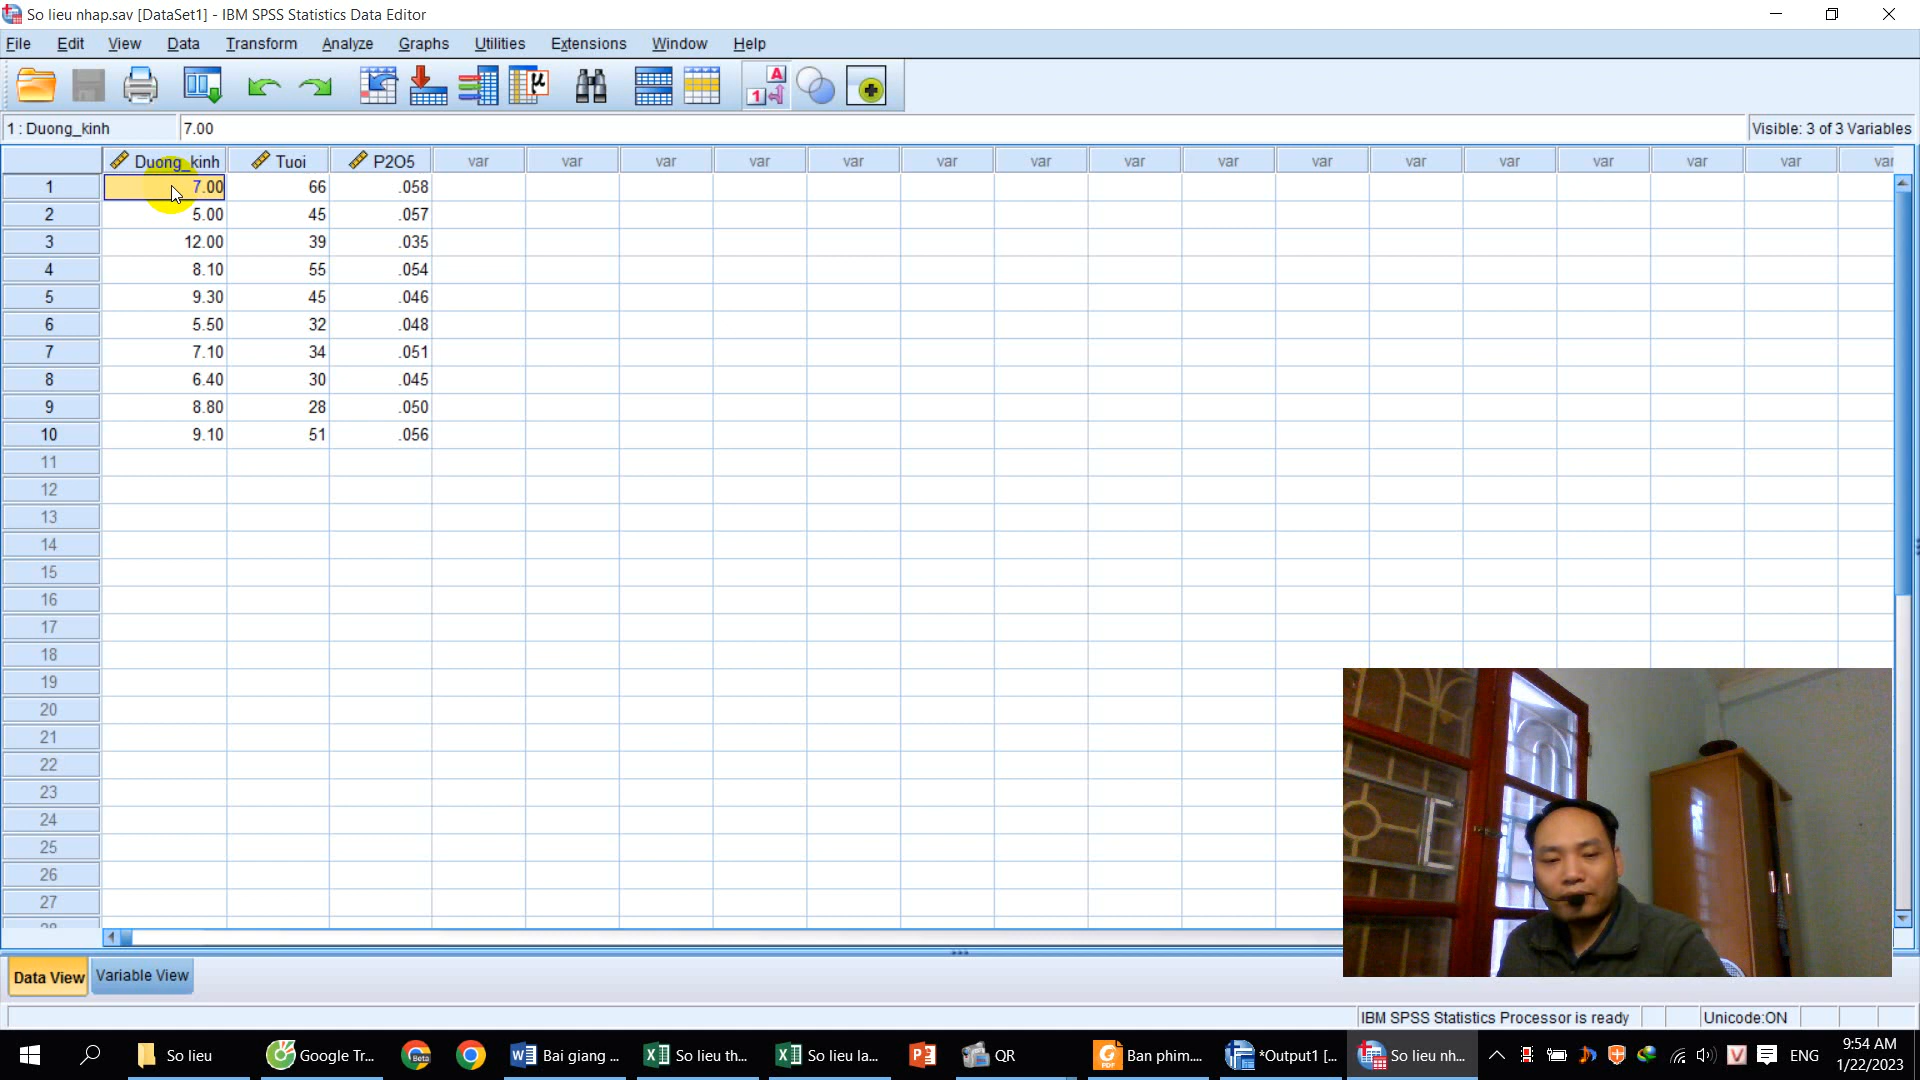 So lieu nhap.sav [DataSet1] - IBM SPSS Statistics Data Editor
File Edit View Data Transform Analyze Graphs Utilities Extensions Window Help
1 : Duong_kinh 7.00 Visible: 3 of 3 Variables
Duong_kinh Tuoi P2O5 var var var var var var var var var var var var var var var var
1 7.00 66 .058
2 5.00 45 .057
3 12.00 39 .035
4 8.10 55 .054
5 9.30 45 .046
6 5.50 32 .048
7 7.10 34 .051
8 6.40 30 .045
9 8.80 28 .050
10 9.10 51 .056
11
12
13
14
15
16
17
18
19
20
21
22
23
24
25
26
27
28
Data View Variable View
IBM SPSS Statistics Processor is ready Unicode:ON
So lieu Google Tr... Beta Bai giang ... So lieu th... So lieu la... QR Ban phim... *Output1 [... So lieu nh... ENG 9:54 AM
1/22/2023